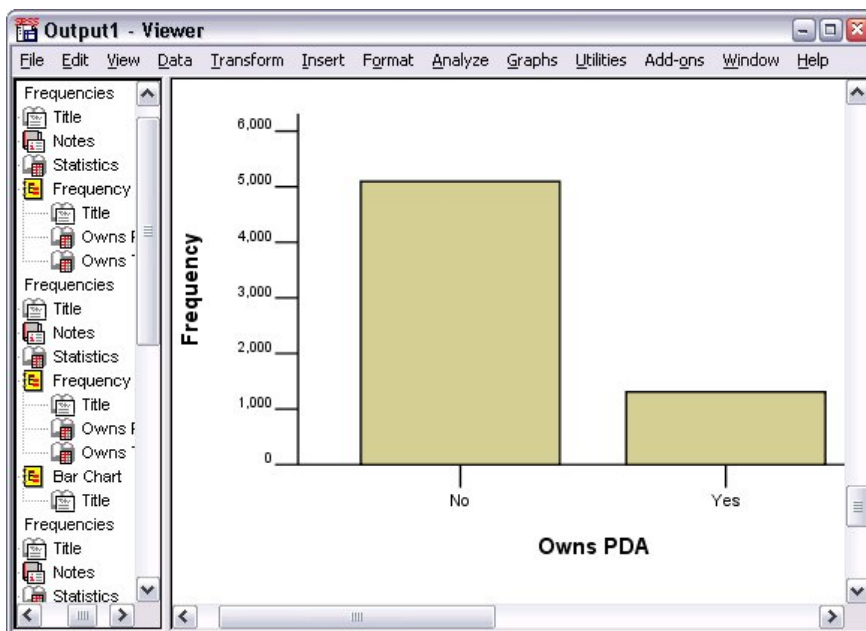 Output1 - Viewer
File Edit View Data Transform Insert Format Analyze Graphs Utilities Add-ons Window Help
Frequencies
Title
Notes
Statistics
Frequency
Title
Owns
Owns
Frequencies
Title
Notes
Statistics
Frequency
Title
Owns
Owns
Bar Chart
Title
Frequencies
Title
Notes
Statistics
6,000
5,000
4,000
3,000
2,000
1,000
0
Frequency
No Yes
Owns PDA